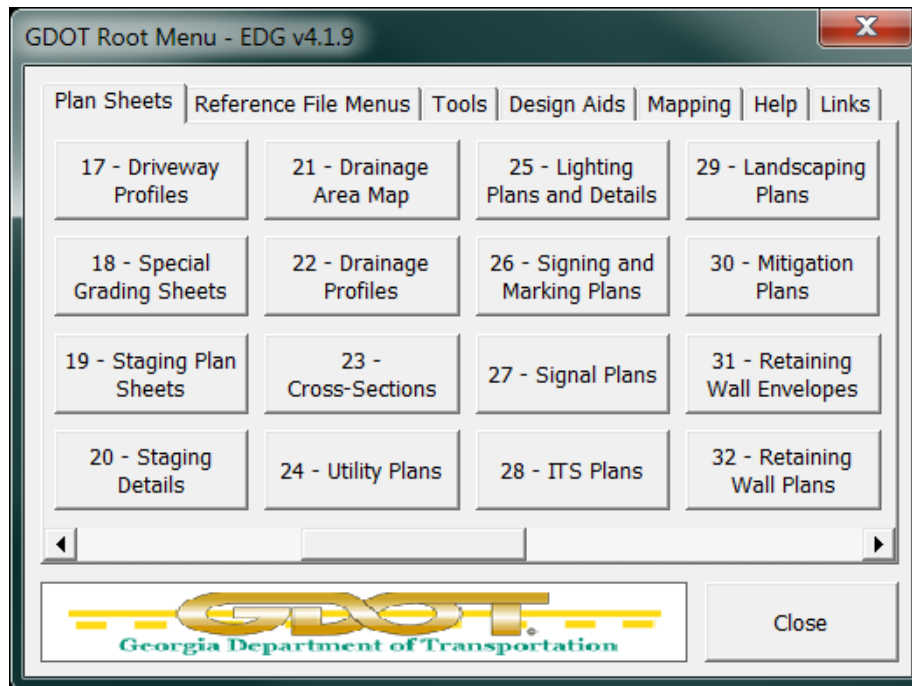 GDOT Root Menu - EDG v4.1.9
Plan Sheets
Reference File Menus
Tools
Design Aids
Mapping
Help
Links
17 - Driveway
Profiles
21 - Drainage
Area Map
25 - Lighting
Plans and Details
29 - Landscaping
Plans
18 - Special
Grading Sheets
22 - Drainage
Profiles
26 - Signing and
Marking Plans
30 - Mitigation
Plans
19 - Staging Plan
Sheets
23 -
Cross-Sections
27 - Signal Plans
31 - Retaining
Wall Envelopes
20 - Staging
Details
24 - Utility Plans
28 - ITS Plans
32 - Retaining
Wall Plans
GDOT
Georgia Department of Transportation
Close